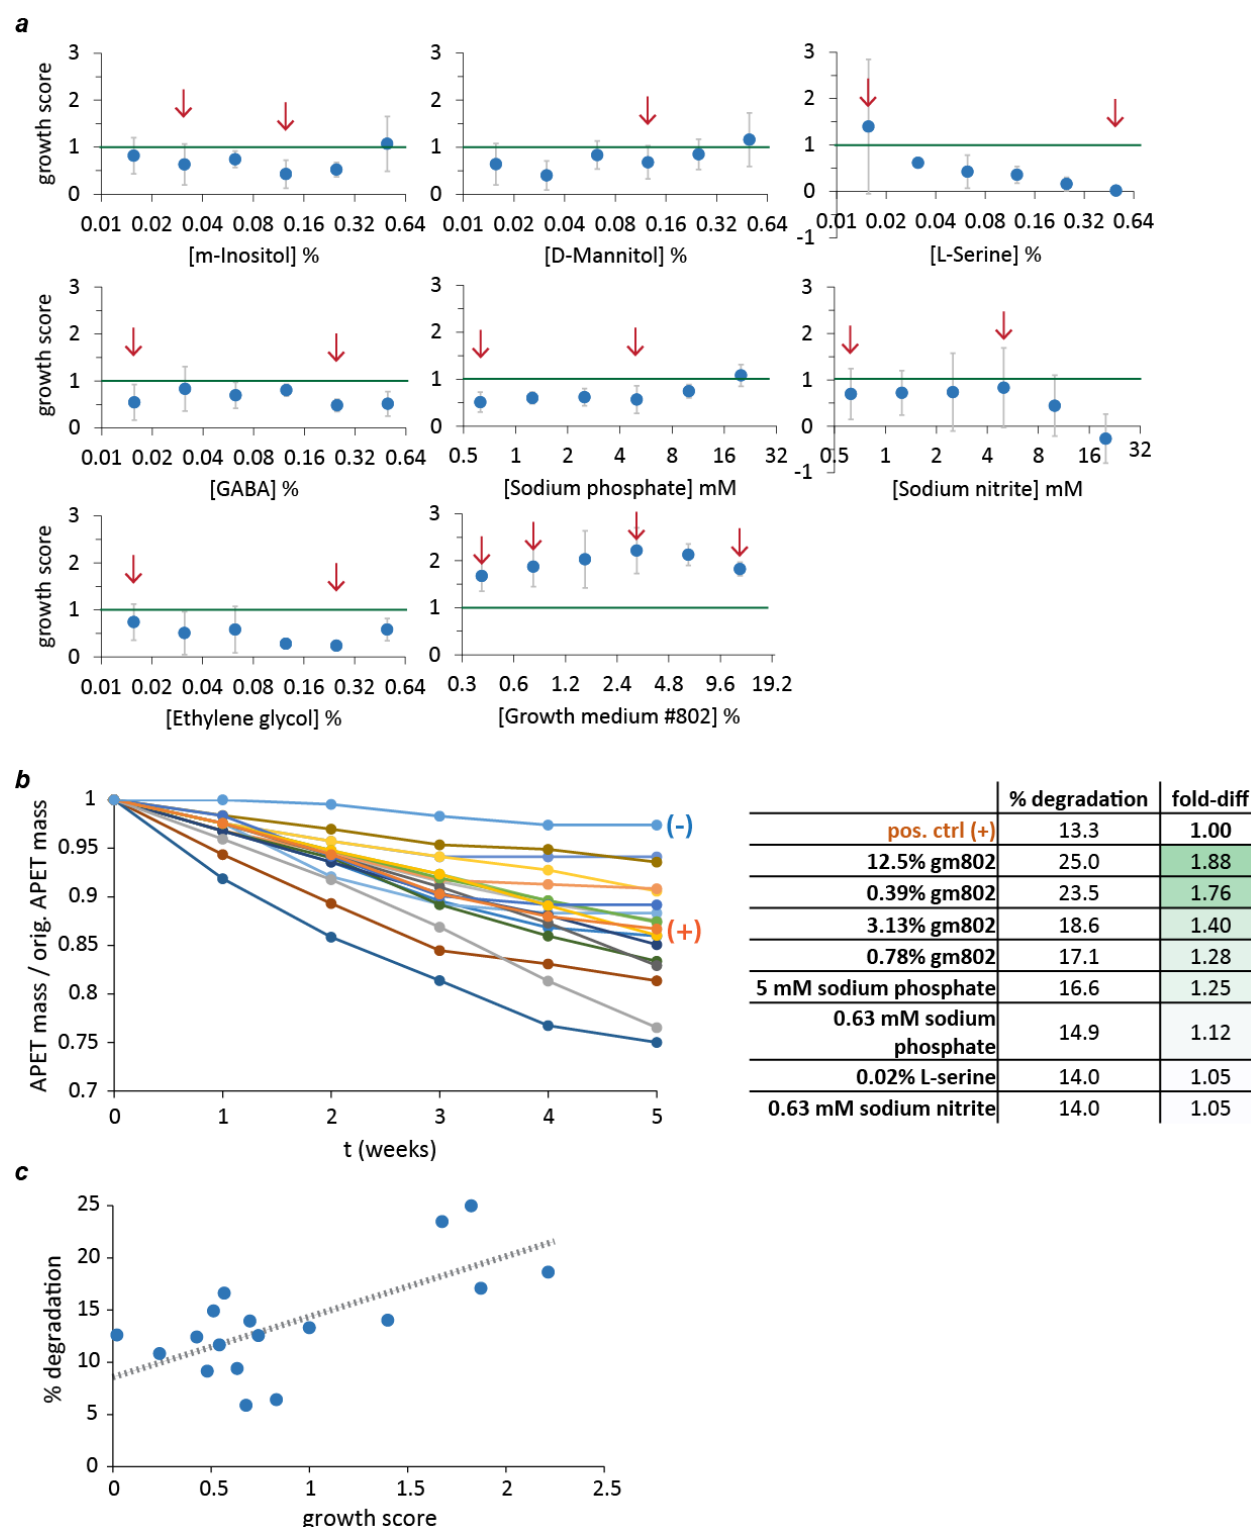 a
growth score
3
2
1
0
0.01 0.02 0.04 0.08 0.16 0.32 0.64
[m-Inositol] %
3
2
1
0
0.01 0.02 0.04 0.08 0.16 0.32 0.64
[D-Mannitol] %
3
2
1
0
-1
0.01 0.02 0.04 0.08 0.16 0.32 0.64
[L-Serine] %
growth score
3
2
1
0
0.01 0.02 0.04 0.08 0.16 0.32 0.64
[GABA] %
3
2
1
0
0.5 1 2 4 8 16 32
[Sodium phosphate] mM
3
2
1
0
-1
0.5 1 2 4 8 16 32
[Sodium nitrite] mM
growth score
3
2
1
0
0.01 0.02 0.04 0.08 0.16 0.32 0.64
[Ethylene glycol] %
3
2
1
0
0.3 0.6 1.2 2.4 4.8 9.6 19.2
[Growth medium #802] %
b
APET mass / orig. APET mass
1
0.95
0.9
0.85
0.8
0.75
0.7
0 1 2 3 4 5
t (weeks)
(-)
(+)
% degradation fold-diff
pos. ctrl (+) 13.3 1.00
12.5% gm802 25.0 1.88
0.39% gm802 23.5 1.76
3.13% gm802 18.6 1.40
0.78% gm802 17.1 1.28
5 mM sodium phosphate 16.6 1.25
0.63 mM sodium
phosphate 14.9 1.12
0.02% L-serine 14.0 1.05
0.63 mM sodium nitrite 14.0 1.05
c
% degradation
25
20
15
10
5
0
0 0.5 1 1.5 2 2.5
growth score